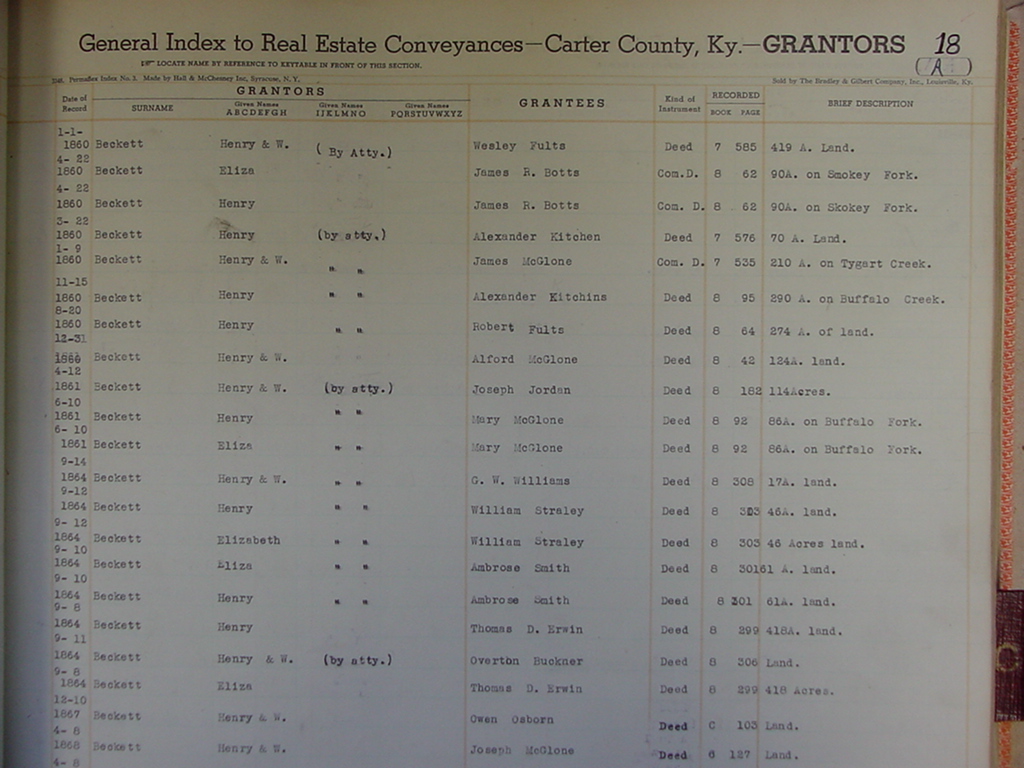 General Index to Real Estate Conveyances—Carter County, Ky.—GRANTORS 18
(A)
LOCATE NAME BY REFERENCE TO KEYTABLE IN FRONT OF THIS SECTION.
Permaflex Index No. 3. Made by Hall & McChesney Inc, Syracuse, N. Y. Sold by The Bradley & Gilbert Company, Inc., Louisville, Ky.
GRANTORS
Date of Record SURNAME Given Names ABCDEFGH Given Names IJKLMNO Given Names PQRSTUVWXYZ GRANTEES Kind of Instrument RECORDED BOOK PAGE BRIEF DESCRIPTION
1-1-
1860 Beckett Henry & W. ( By Atty.) Wesley Fults Deed 7 585 419 A. Land.
4- 22
1860 Beckett Eliza James R. Botts Com.D. 8 62 90A. on Smokey Fork.
4- 22
1860 Beckett Henry James R. Botts Com. D. 8 62 90A. on Skokey Fork.
3- 22
1860 Beckett Henry (by atty.) Alexander Kitchen Deed 7 576 70 A. Land.
1- 9
1860 Beckett Henry & W. " " James McGlone Com. D. 7 535 210 A. on Tygart Creek.
11-15
1860 Beckett Henry " " Alexander Kitchins Deed 8 95 290 A. on Buffalo Creek.
8-20
1860 Beckett Henry " " Robert Fults Deed 8 64 274 A. of land.
12-31
1860 Beckett Henry & W. Alford McGlone Deed 8 42 124A. land.
4-12
1861 Beckett Henry & W. (by atty.) Joseph Jordan Deed 8 182 114Acres.
6-10
1861 Beckett Henry " " Mary McGlone Deed 8 92 86A. on Buffalo Fork.
6- 10
1861 Beckett Eliza " " Mary McGlone Deed 8 92 86A. on Buffalo Fork.
9-14
1864 Beckett Henry & W. " " G. W. Williams Deed 8 308 17A. land.
9-12
1864 Beckett Henry " " William Straley Deed 8 303 46A. land.
9- 12
1864 Beckett Elizabeth " " William Straley Deed 8 303 46 Acres land.
9- 10
1864 Beckett Eliza " " Ambrose Smith Deed 8 301 61 A. land.
9- 10
1864 Beckett Henry " " Ambrose Smith Deed 8 301 61A. land.
9- 8
1864 Beckett Henry Thomas D. Erwin Deed 8 299 418A. land.
9- 11
1864 Beckett Henry & W. (by atty.) Overton Buckner Deed 8 306 Land.
9- 8
1864 Beckett Eliza Thomas D. Erwin Deed 8 299 418 Acres.
12-10
1867 Beckett Henry & W. Owen Osborn Deed C 103 Land.
4- 8
1868 Beckett Henry & W. Joseph McGlone Deed 6 127 Land.
4- 8